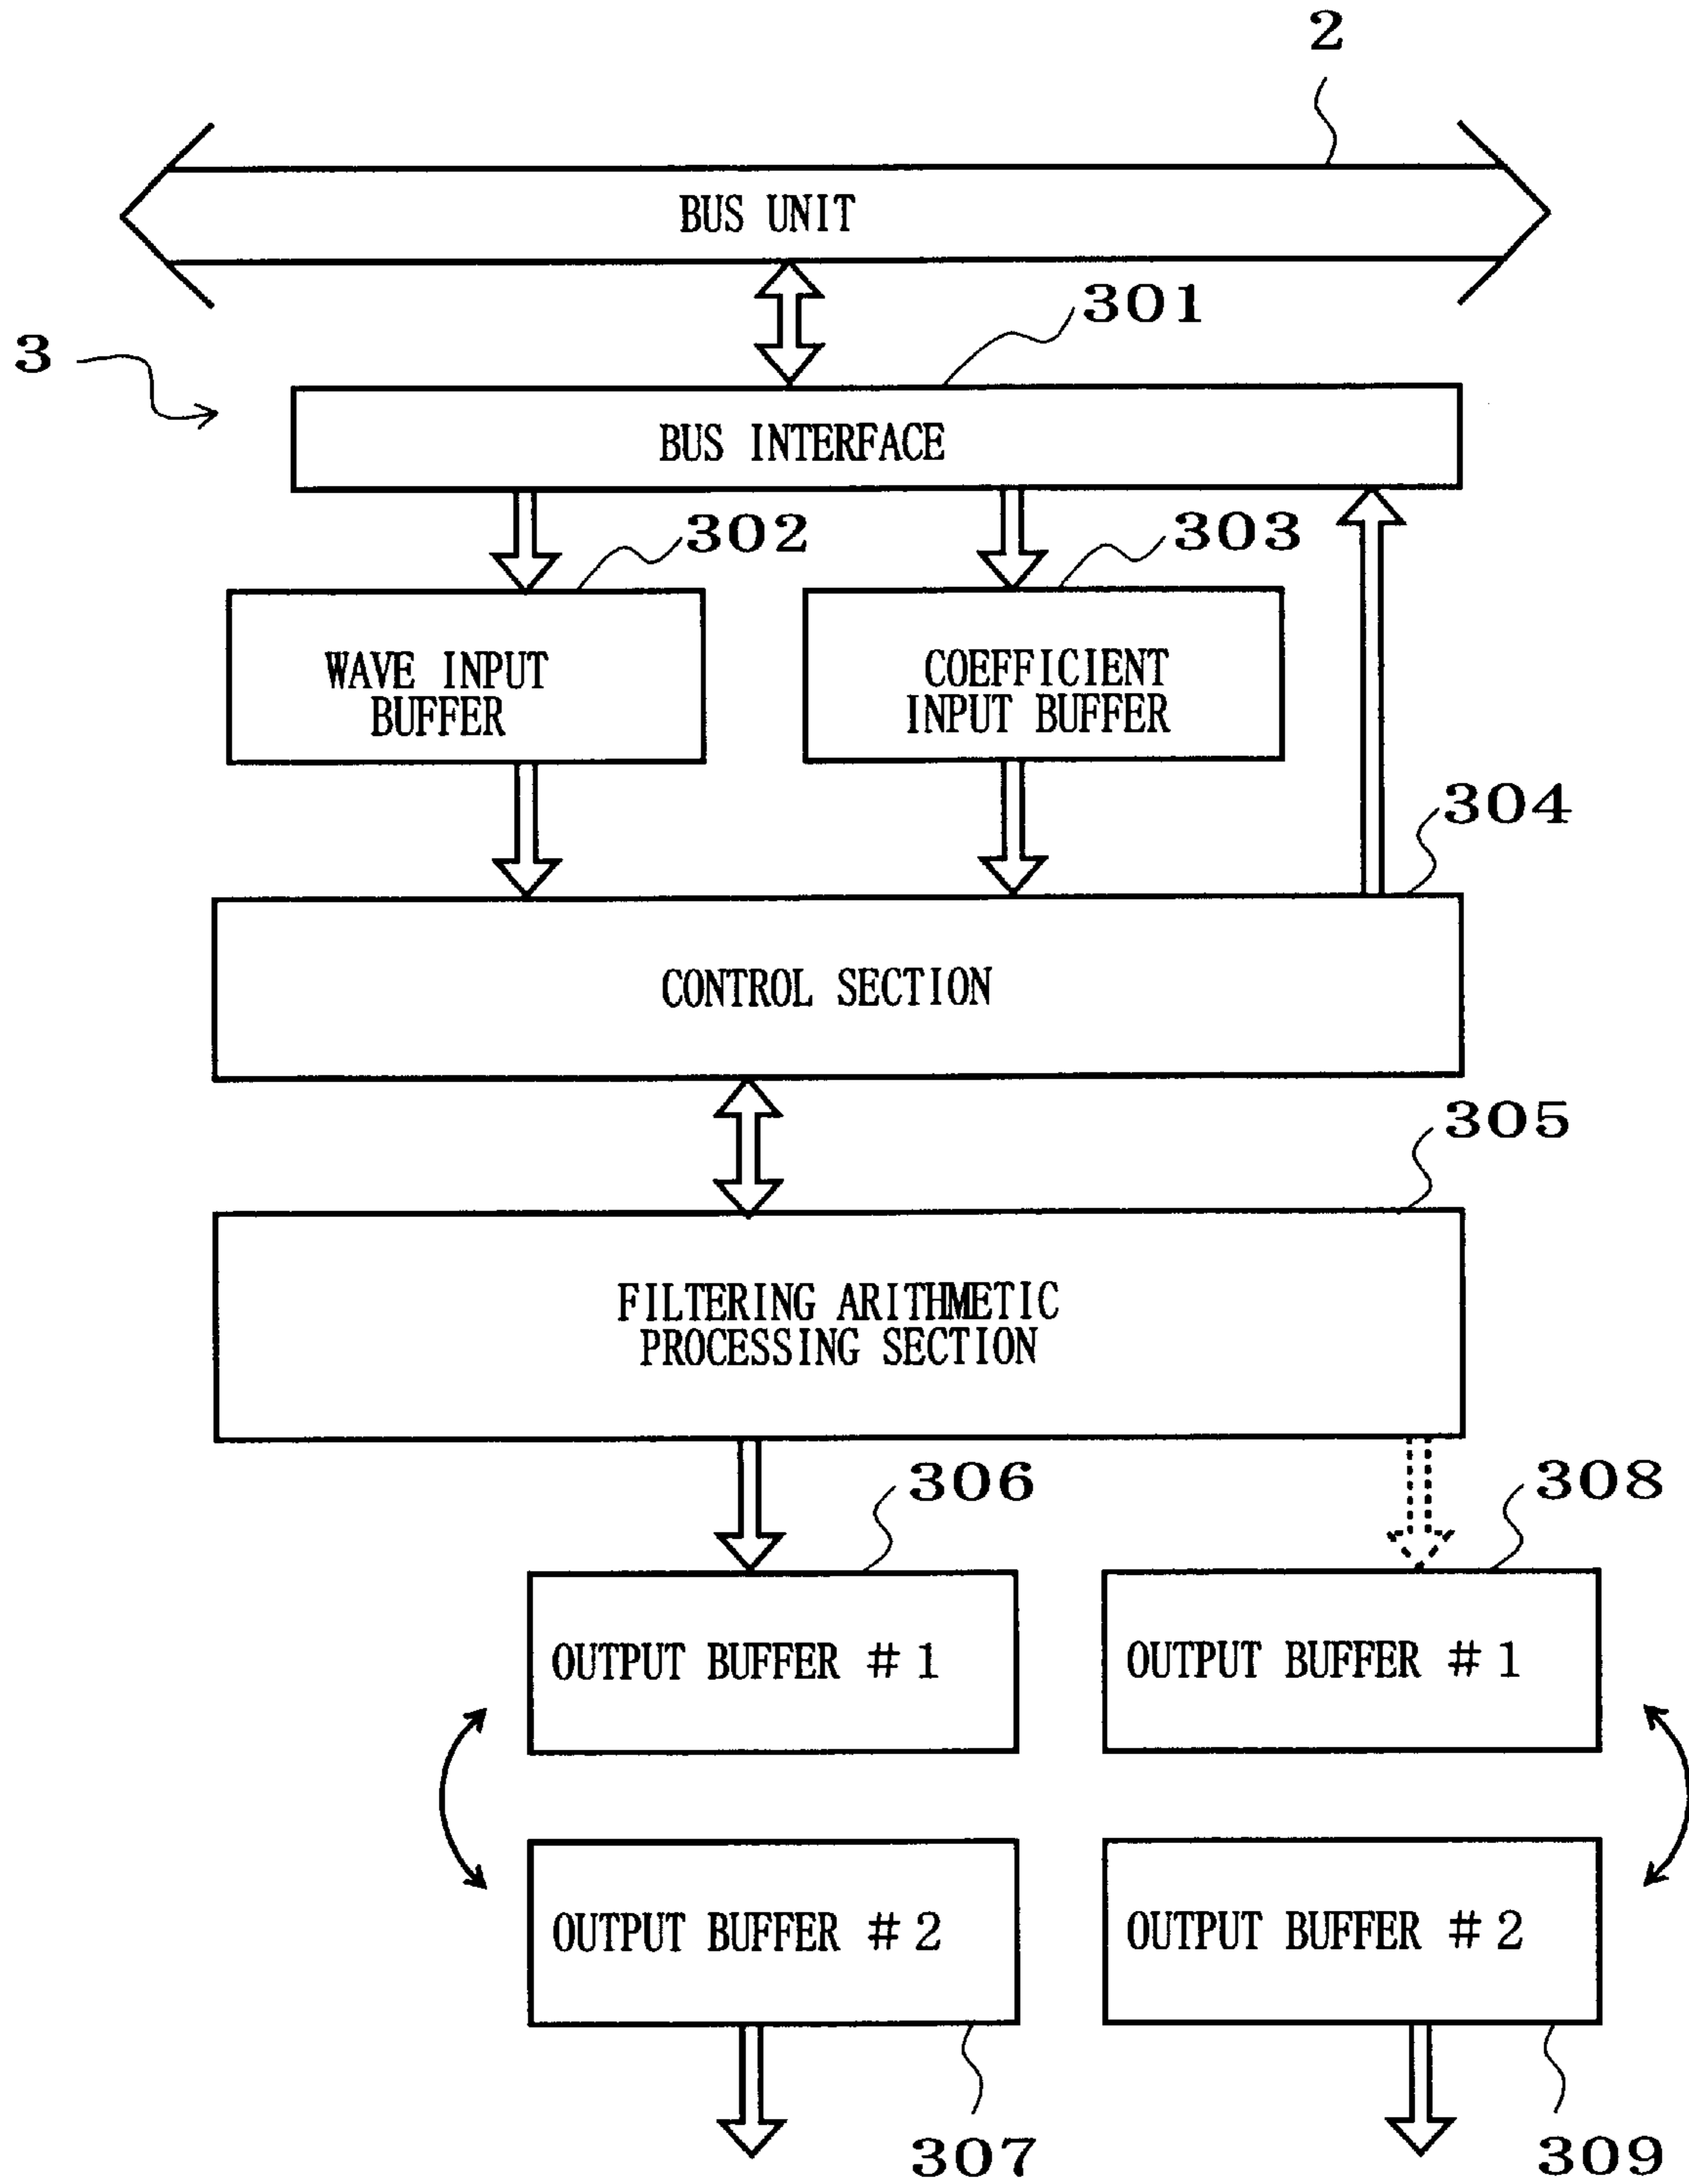 2
BUS UNIT
301
3
BUS INTERFACE
302
303
WAVE INPUT
BUFFER
COEFFICIENT
INPUT BUFFER
304
CONTROL SECTION
305
FILTERING ARITHMETIC
PROCESSING SECTION
306
308
OUTPUT BUFFER #1
OUTPUT BUFFER #1
OUTPUT BUFFER #2
OUTPUT BUFFER #2
307
309